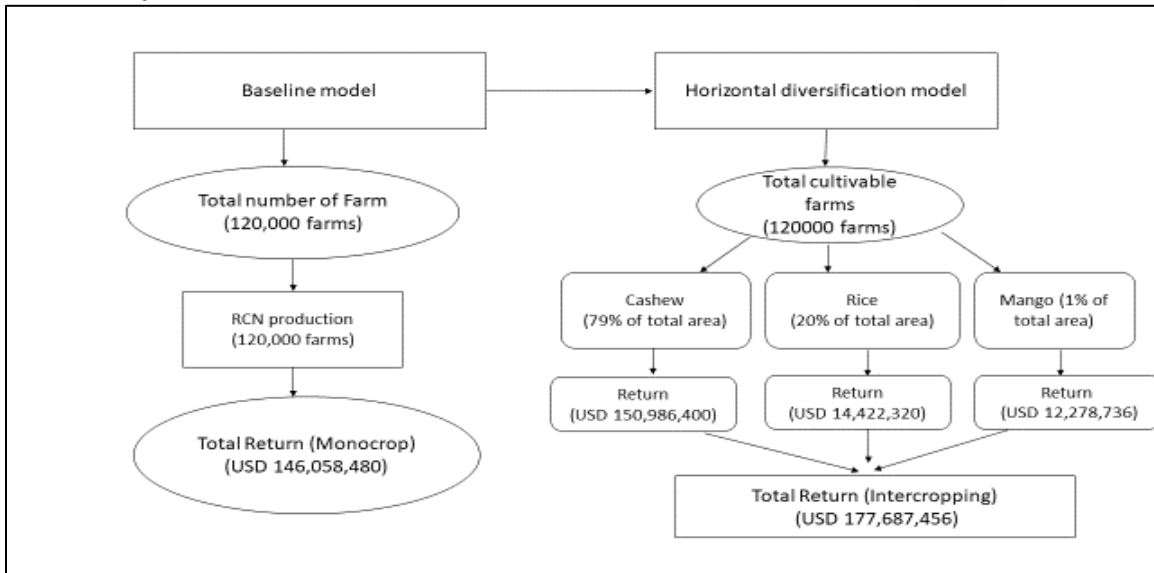 Baseline model
Horizontal diversification model
Total number of Farm
(120,000 farms)
Total cultivable
farms
(120000 farms)
RCN production
(120,000 farms)
Cashew
(79% of total area)
Rice
(20% of total area)
Mango (1% of
total area)
Return
(USD 150,986,400)
Return
(USD 14,422,320)
Return
(USD 12,278,736)
Total Return (Monocrop)
(USD 146,058,480)
Total Return (Intercropping)
(USD 177,687,456)